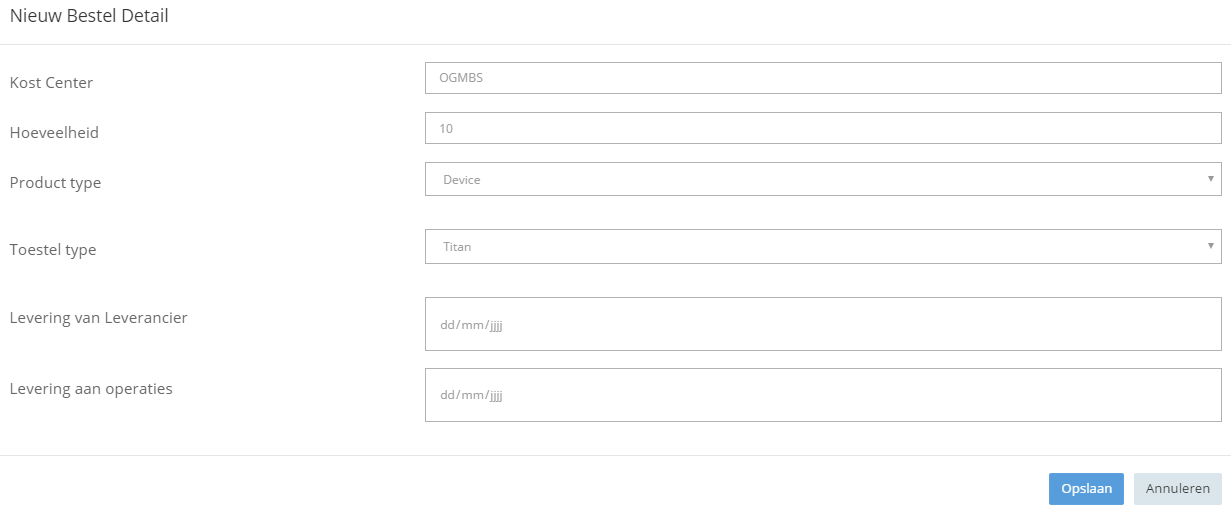 Nieuw Bestel Detail
Kost Center
OGMBS
Hoeveelheid
10
Product type
Device
Toestel type
Titan
Levering van Leverancier
dd/mm/jjjj
Levering aan operaties
dd/mm/jjjj
Opslaan
Annuleren